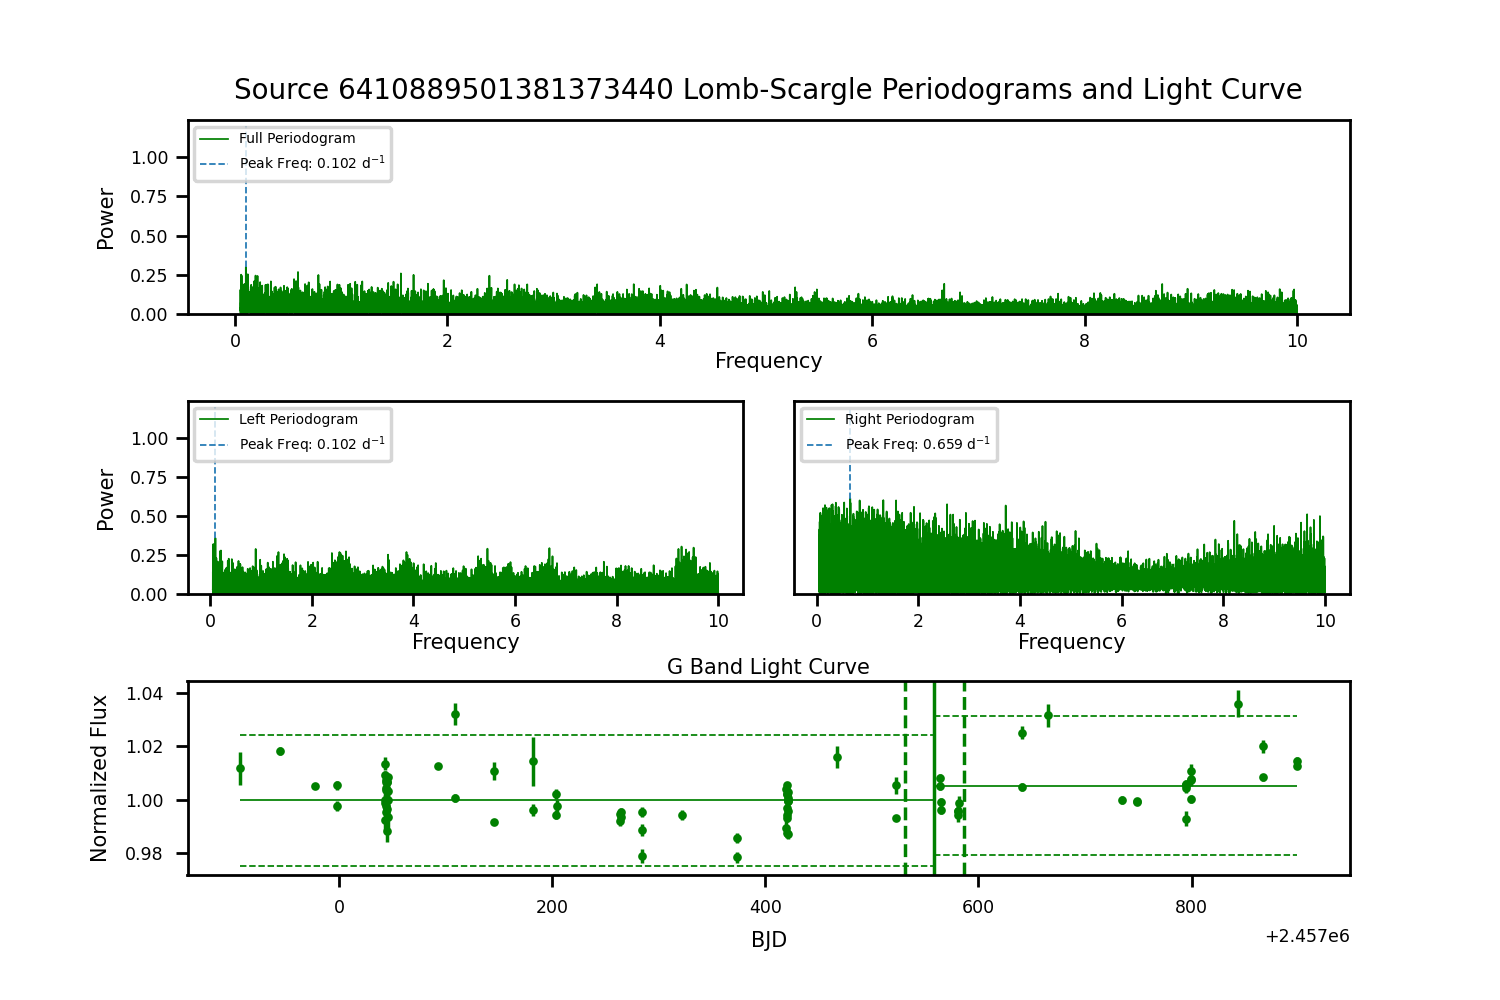 Source 6410889501381373440 Lomb-Scargle Periodograms and Light Curve
Full Periodogram
Peak Freq: 0.102 d⁻¹
Power
1.00
0.75
0.50
0.25
0.00
0 2 4 6 8 10
Frequency
Left Periodogram
Peak Freq: 0.102 d⁻¹
Power
1.00
0.75
0.50
0.25
0.00
0 2 4 6 8 10
Frequency
Right Periodogram
Peak Freq: 0.659 d⁻¹
0 2 4 6 8 10
Frequency
G Band Light Curve
Normalized Flux
1.04
1.02
1.00
0.98
0 200 400 600 800
BJD
+2.457e6